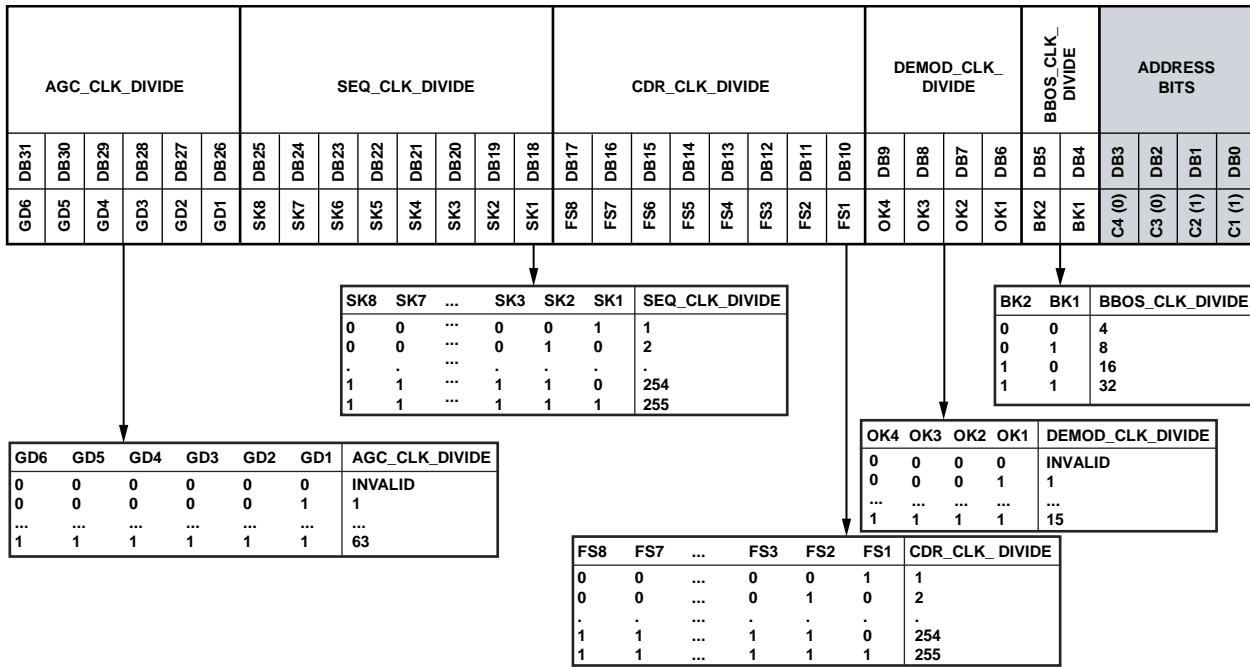 AGC_CLK_DIVIDE
SEQ_CLK_DIVIDE
CDR_CLK_DIVIDE
DEMOD_CLK_
DIVIDE
BBOS_CLK_
DIVIDE
ADDRESS
BITS
DB31 DB30 DB29 DB28 DB27 DB26 DB25 DB24 DB23 DB22 DB21 DB20 DB19 DB18 DB17 DB16 DB15 DB14 DB13 DB12 DB11 DB10 DB9 DB8 DB7 DB6 DB5 DB4 DB3 DB2 DB1 DB0
GD6 GD5 GD4 GD3 GD2 GD1 SK8 SK7 SK6 SK5 SK4 SK3 SK2 SK1 FS8 FS7 FS6 FS5 FS4 FS3 FS2 FS1 OK4 OK3 OK2 OK1 BK2 BK1 C4 (0) C3 (0) C2 (1) C1 (1)
SK8 SK7 ... SK3 SK2 SK1 SEQ_CLK_DIVIDE
0 0 ... 0 0 1 1
0 0 ... 0 1 0 2
. . ... . . . .
1 1 ... 1 1 0 254
1 1 ... 1 1 1 255
BK2 BK1 BBOS_CLK_DIVIDE
0 0 4
0 1 8
1 0 16
1 1 32
GD6 GD5 GD4 GD3 GD2 GD1 AGC_CLK_DIVIDE
0 0 0 0 0 0 INVALID
0 0 0 0 0 1 1
... ... ... ... ... ... ...
1 1 1 1 1 1 63
OK4 OK3 OK2 OK1 DEMOD_CLK_DIVIDE
0 0 0 0 INVALID
0 0 0 1 1
... ... ... ... ...
1 1 1 1 15
FS8 FS7 ... FS3 FS2 FS1 CDR_CLK_ DIVIDE
0 0 ... 0 0 1 1
0 0 ... 0 1 0 2
. . ... . . . .
1 1 ... 1 1 0 254
1 1 ... 1 1 1 255